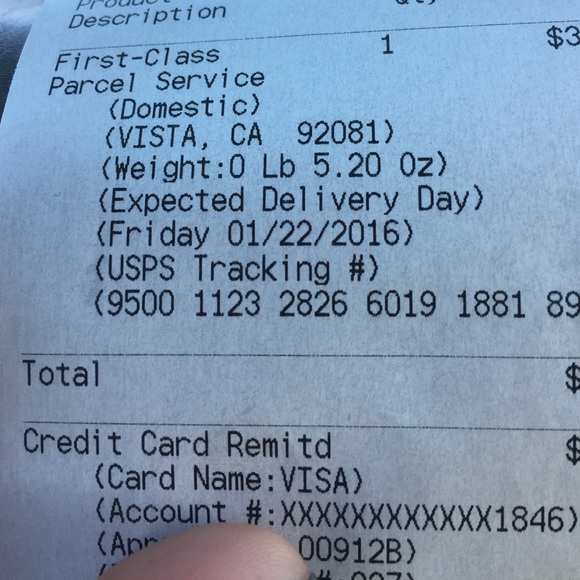 Product
Description
First-Class 1 $3
Parcel Service
(Domestic)
(VISTA, CA 92081)
(Weight:0 Lb 5.20 Oz)
(Expected Delivery Day)
(Friday 01/22/2016)
(USPS Tracking #)
(9500 1123 2826 6019 1881 89
Total $
Credit Card Remitd $
(Card Name:VISA)
(Account #:XXXXXXXXXXXX1846)
00912B)